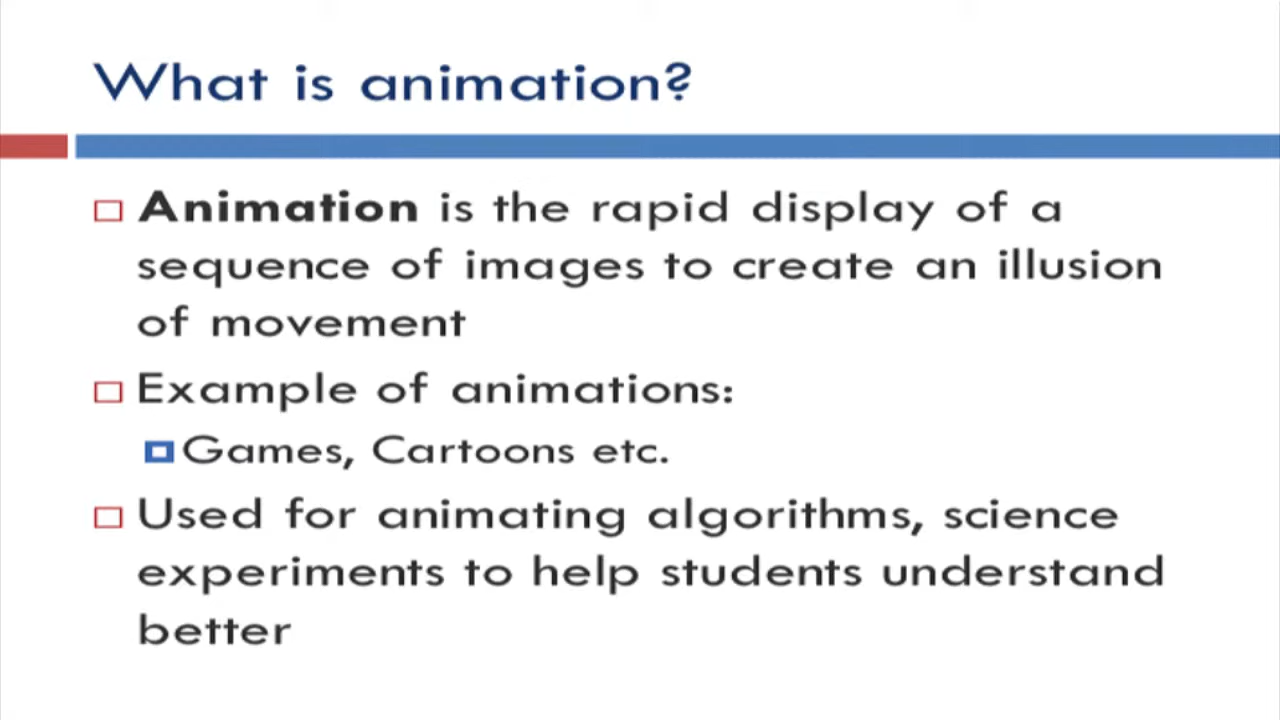 What is animation?
Animation is the rapid display of a
sequence of images to create an illusion
of movement
Example of animations:
Games, Cartoons etc.
Used for animating algorithms, science
experiments to help students understand
better